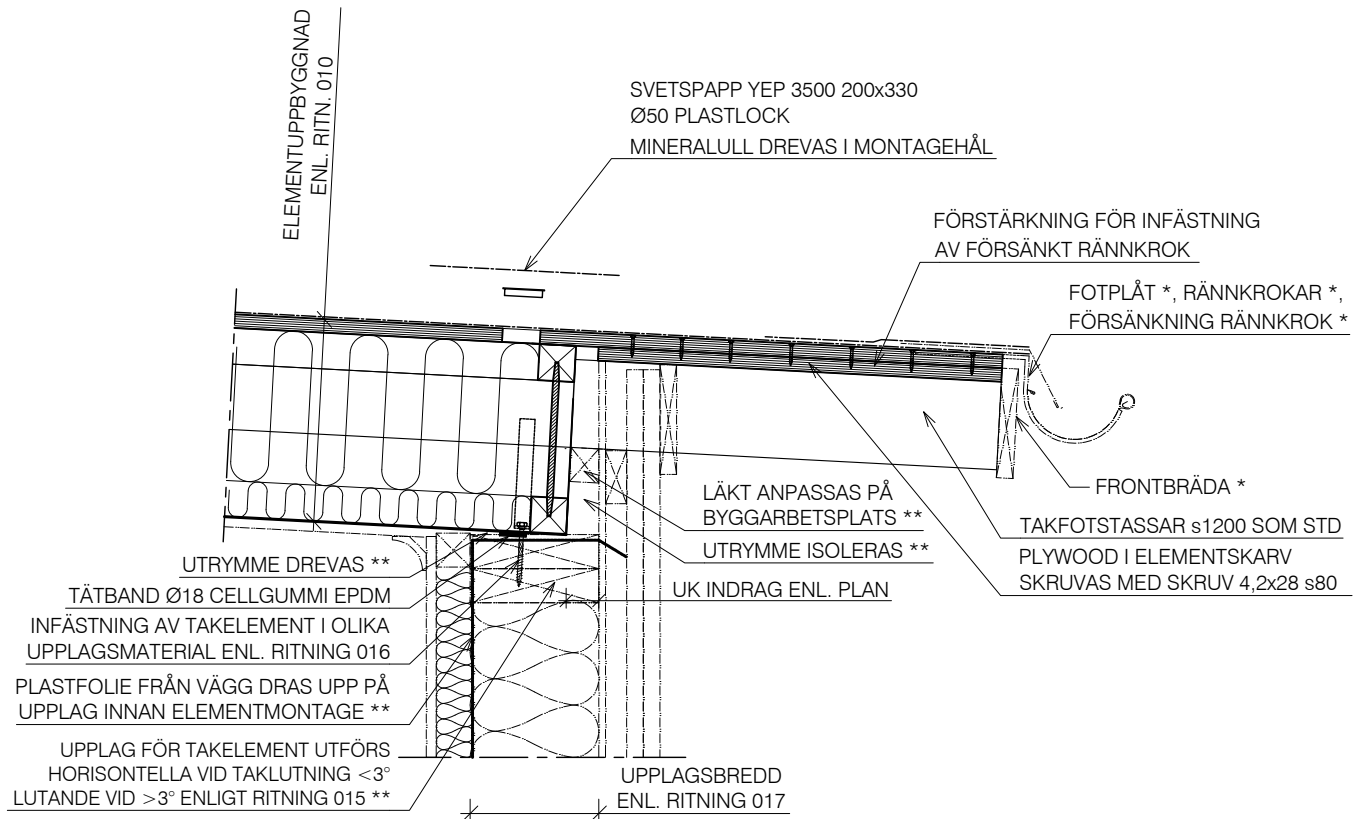 ELEMENTUPPBYGGNAD
ENL. RITN. 010
SVETSPAPP YEP 3500 200x330
Ø50 PLASTLOCK
MINERALULL DREVAS I MONTAGEHÅL
FÖRSTÄRKNING FÖR INFÄSTNING
AV FÖRSÄNKT RÄNNKROK
FOTPLÅT *, RÄNNKROKAR *,
FÖRSÄNKNING RÄNNKROK *
FRONTBRÄDA *
LÄKT ANPASSAS PÅ
BYGGARBETSPLATS **
TAKFOTSTASSAR s1200 SOM STD
UTRYMME ISOLERAS **
PLYWOOD I ELEMENTSKARV
SKRUVAS MED SKRUV 4,2x28 s80
UK INDRAG ENL. PLAN
UTRYMME DREVAS **
TÄTBAND Ø18 CELLGUMMI EPDM
INFÄSTNING AV TAKELEMENT I OLIKA
UPPLAGSMATERIAL ENL. RITNING 016
PLASTFOLIE FRÅN VÄGG DRAS UPP PÅ
UPPLAG INNAN ELEMENTMONTAGE **
UPPLAG FÖR TAKELEMENT UTFÖRS
HORISONTELLA VID TAKLUTNING <3°
LUTANDE VID >3° ENLIGT RITNING 015 **
UPPLAGSBREDD
ENL. RITNING 017